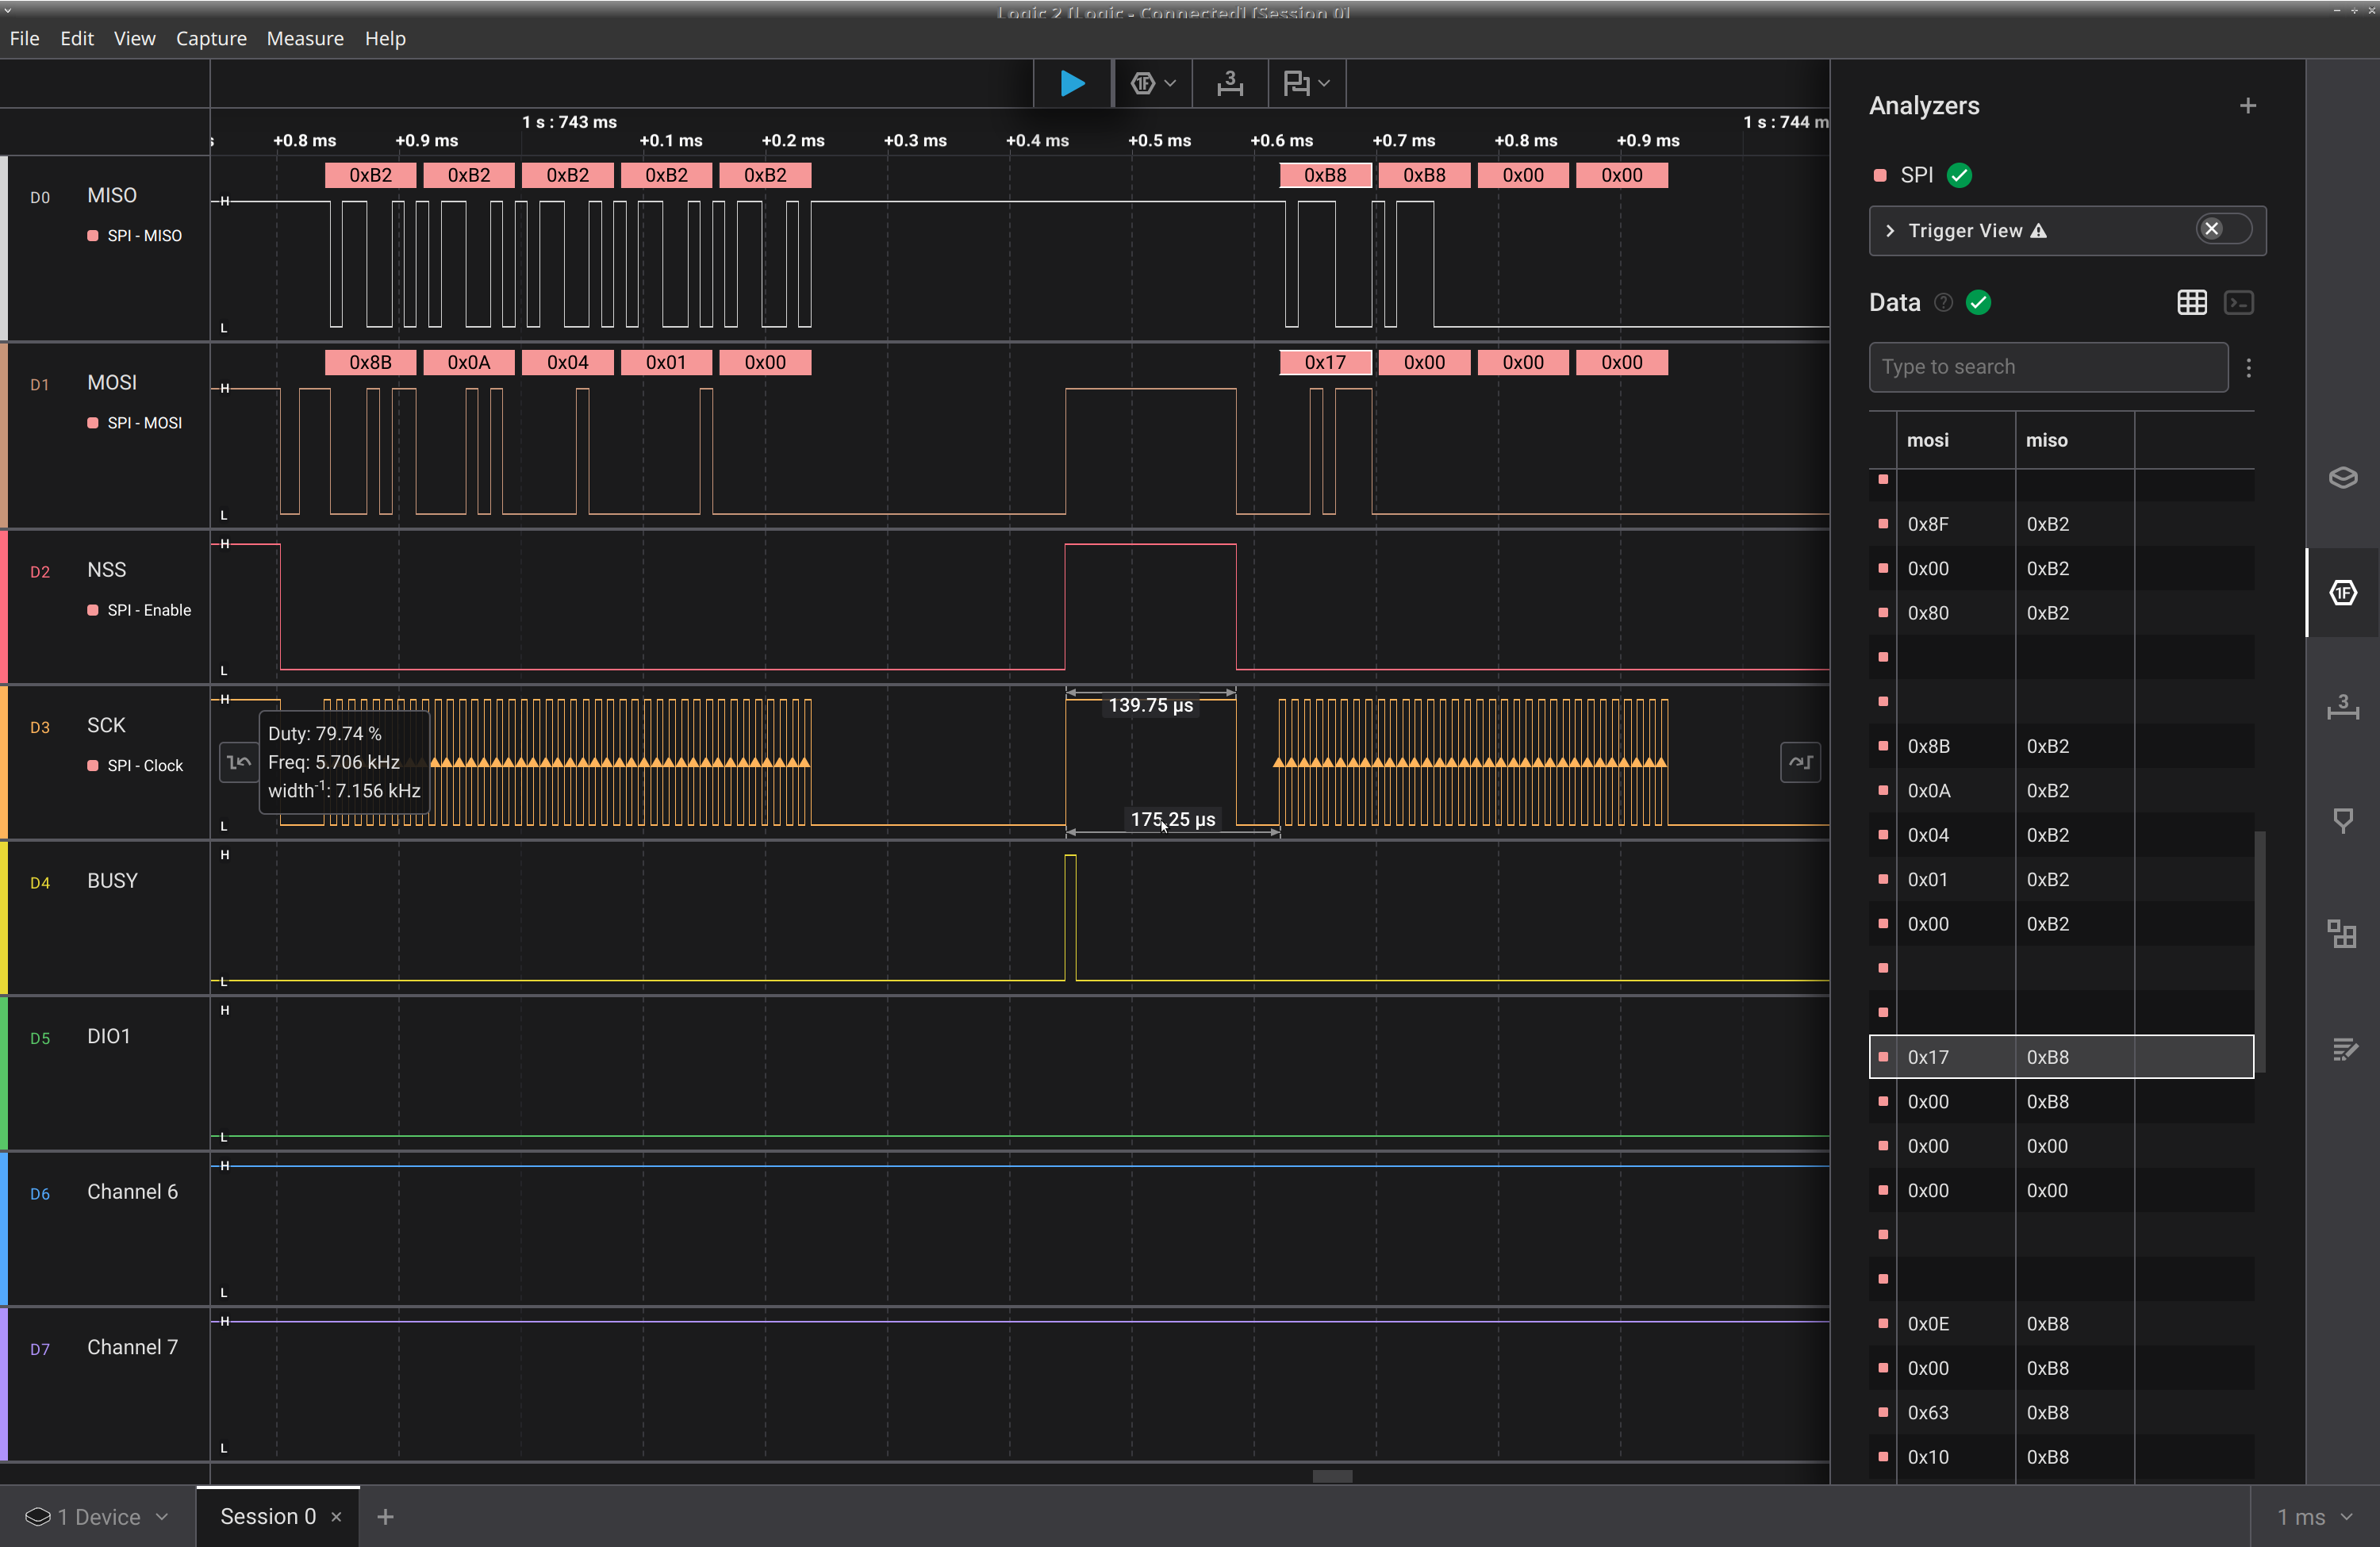 Logic 2 [Logic - Connected] [Session 0]
File Edit View Capture Measure Help
1F
3
1 s : 743 ms
1 s : 744 m
s +0.8 ms +0.9 ms +0.1 ms +0.2 ms +0.3 ms +0.4 ms +0.5 ms +0.6 ms +0.7 ms +0.8 ms +0.9 ms
D0 MISO
SPI - MISO
H
L
0xB2 0xB2 0xB2 0xB2 0xB2 0xB8 0xB8 0x00 0x00
D1 MOSI
SPI - MOSI
H
L
0x8B 0x0A 0x04 0x01 0x00 0x17 0x00 0x00 0x00
D2 NSS
SPI - Enable
H
L
D3 SCK
SPI - Clock
H
L
Duty: 79.74 %
Freq: 5.706 kHz
width-1: 7.156 kHz
139.75 µs
175.25 µs
D4 BUSY
H
L
D5 DIO1
H
L
D6 Channel 6
H
L
D7 Channel 7
H
L
Analyzers +
SPI
Trigger View
Data ?
Type to search
mosi miso
0x8F 0xB2
0x00 0xB2
0x80 0xB2
0x8B 0xB2
0x0A 0xB2
0x04 0xB2
0x01 0xB2
0x00 0xB2
0x17 0xB8
0x00 0xB8
0x00 0x00
0x00 0x00
0x0E 0xB8
0x00 0xB8
0x63 0xB8
0x10 0xB8
1F
3
1 Device Session 0 × +
1 ms